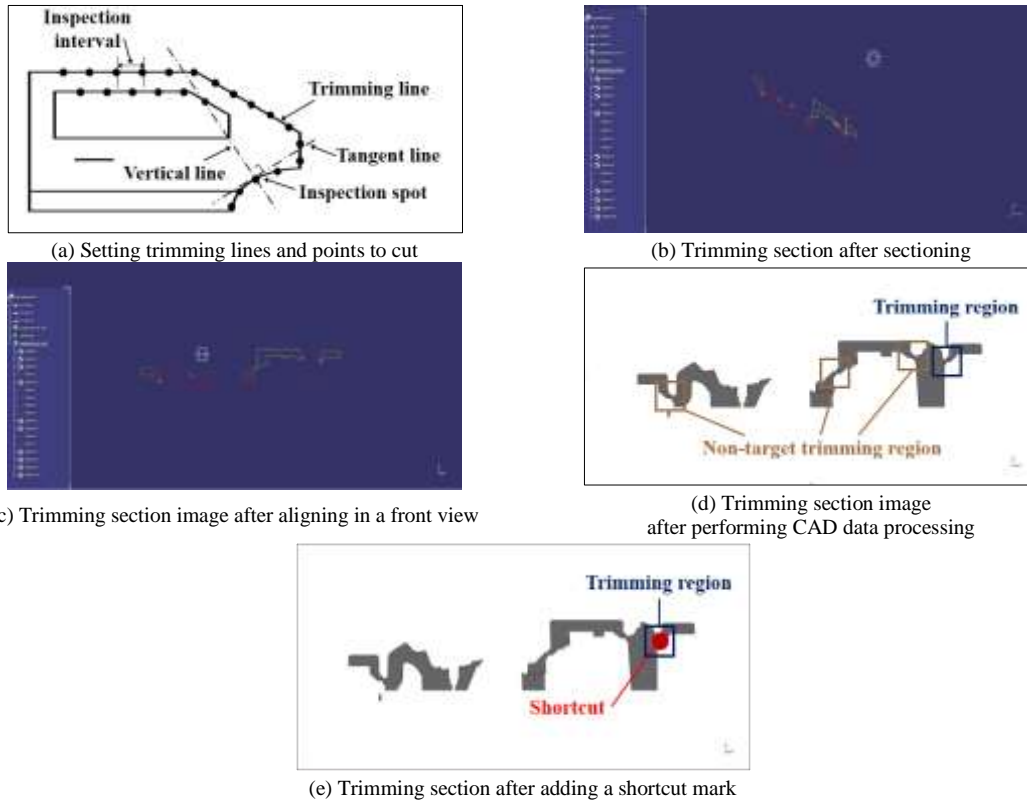 Inspection
interval
Trimming line
Tangent line
Vertical line
Inspection spot
(a) Setting trimming lines and points to cut
(b) Trimming section after sectioning
c) Trimming section image after aligning in a front view
Trimming region
Non-target trimming region
(d) Trimming section image
after performing CAD data processing
Trimming region
Shortcut
(e) Trimming section after adding a shortcut mark